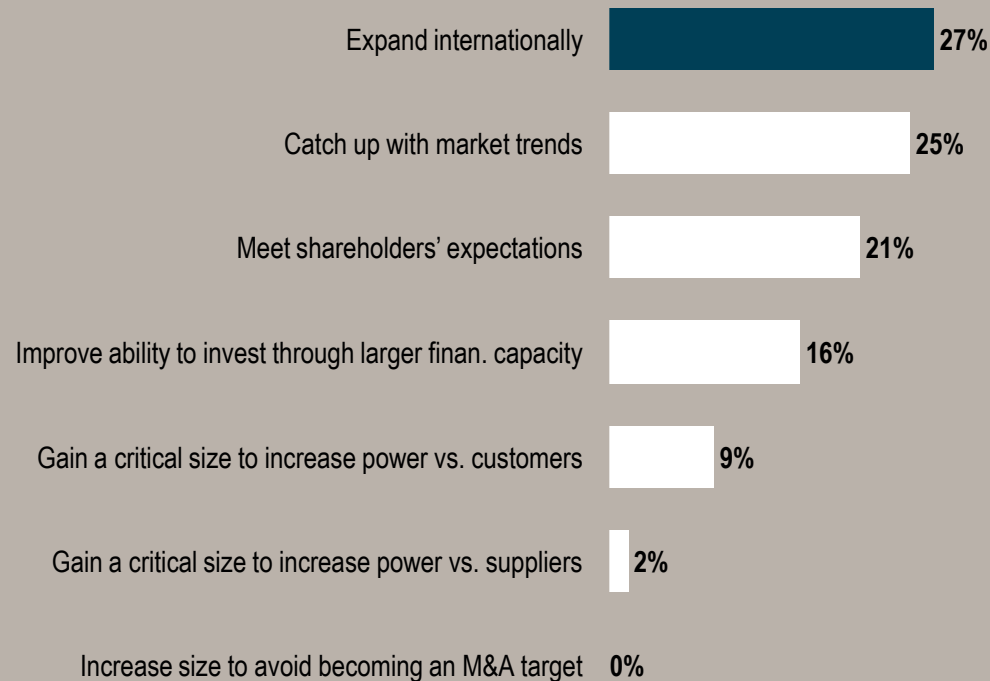 Expand internally 27%
Catch up with market trends 25%
Meet shareholders’ expectations 21%
Improve ability to invest through larger finan. capacity 16%
Gain a critical size to increase power vs. customers 9%
Gain a critical size to increase power vs. suppliers 2%
Increase size to avoid becoming an M&A target 0%